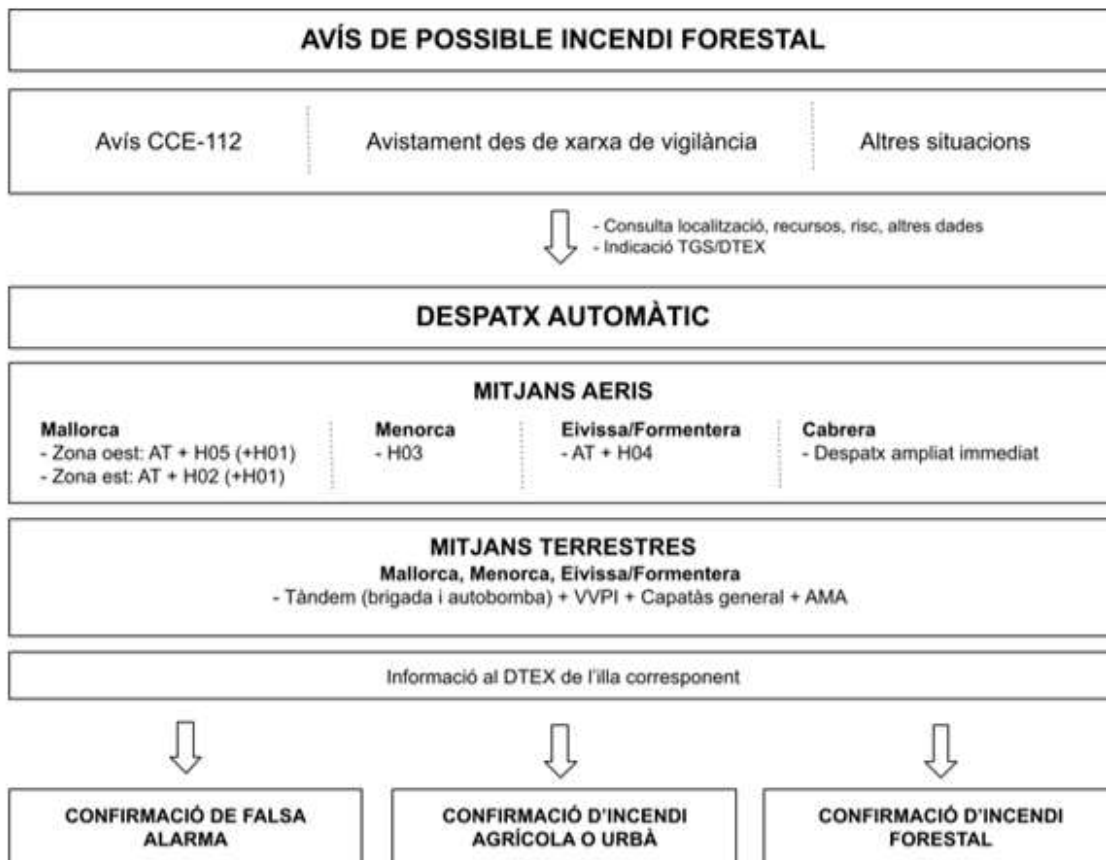 AVÍS DE POSSIBLE INCENDI FORESTAL
Avís CCE-112
Avistament des de xarxa de vigilància
Altres situacions
- Consulta localització, recursos, risc, altres dades
- Indicació TGS/DTEX
DESPATX AUTOMÀTIC
MITJANS AERIS
Mallorca
- Zona oest: AT + H05 (+H01)
- Zona est: AT + H02 (+H01)
Menorca
- H03
Eivissa/Formentera
- AT + H04
Cabrera
- Despatx ampliat immediat
MITJANS TERRESTRES
Mallorca, Menorca, Eivissa/Formentera
- Tàndem (brigada i autobomba) + VVPI + Capatàs general + AMA
Informació al DTEX de l'illa corresponent
CONFIRMACIÓ DE FALSA
ALARMA
CONFIRMACIÓ D'INCENDI
AGRÍCOLA O URBÀ
CONFIRMACIÓ D'INCENDI
FORESTAL